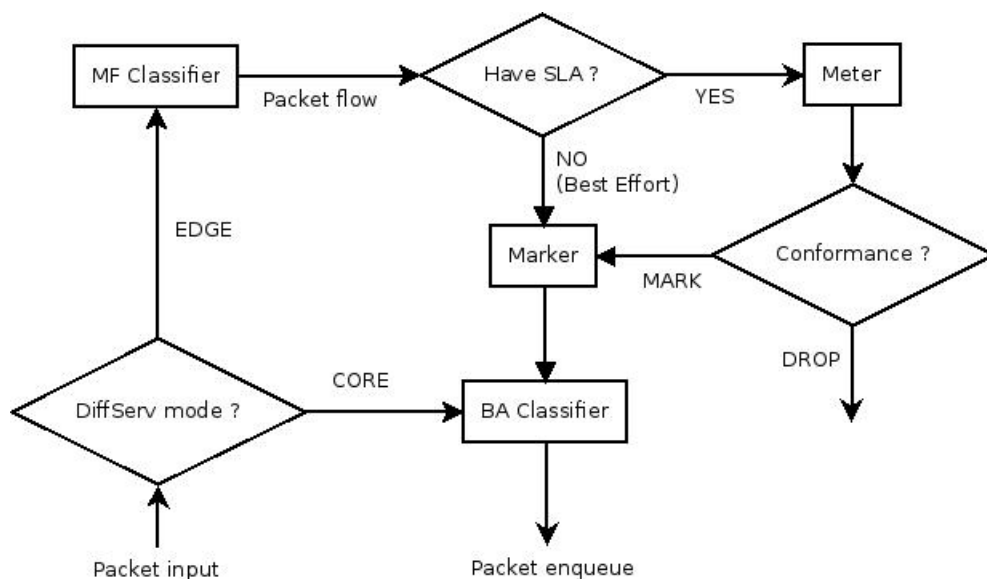 MF Classifier
Packet flow
Have SLA ?
YES
Meter
NO
(Best Effort)
EDGE
Marker
MARK
Conformance ?
DROP
DiffServ mode ?
CORE
BA Classifier
Packet input
Packet enqueue